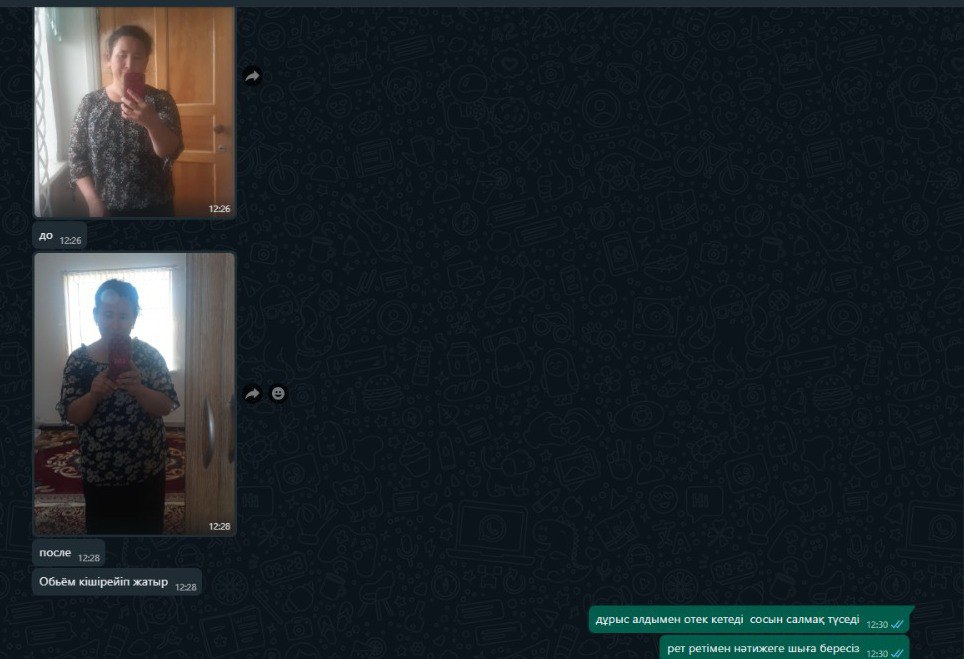 12:26
до 12:26
12:28
после 12:28
Обьём кішірейіп жатыр 12:28
дұрыс алдымен отек кетеді сосын салмақ түседі 12:30
рет ретімен нәтижеге шыға бересіз 12:30